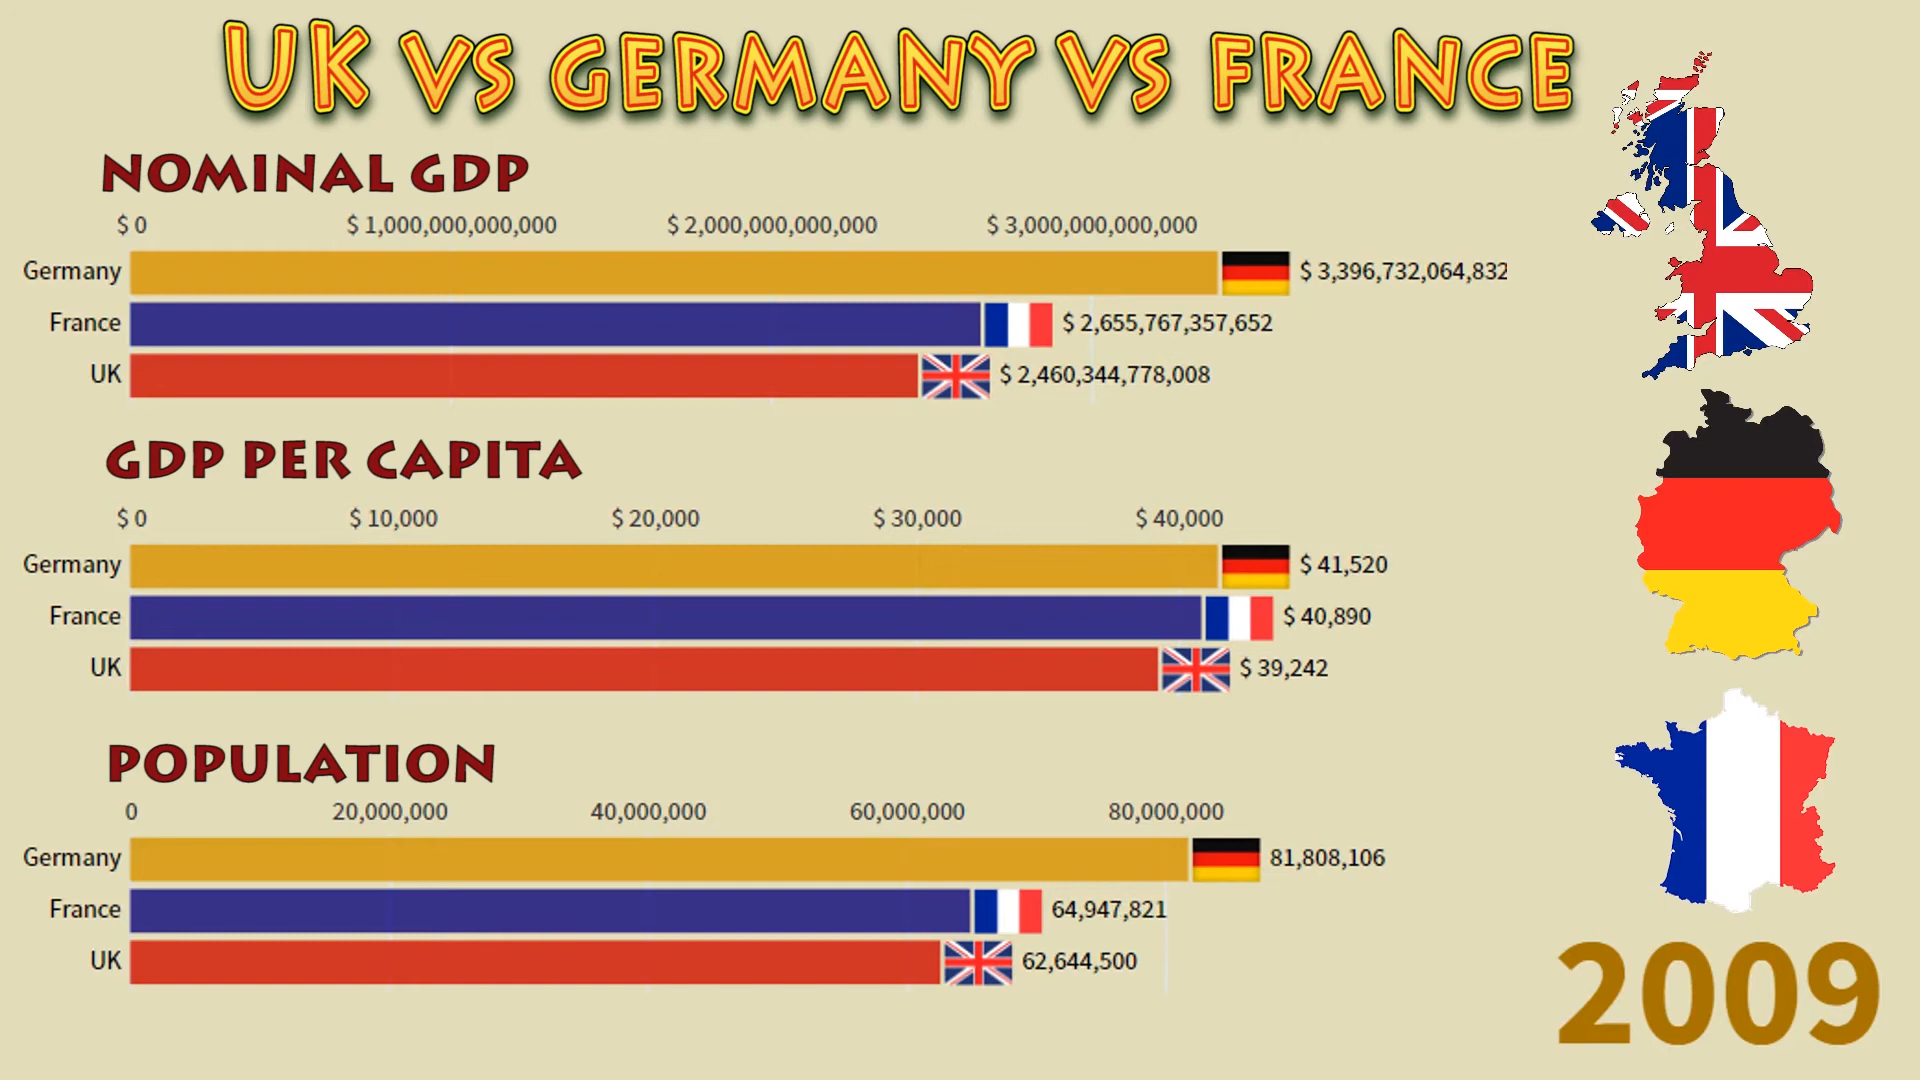 UK VS GERMANY VS FRANCE
NOMINAL GDP
$ 0 $ 1,000,000,000,000 $ 2,000,000,000,000 $ 3,000,000,000,000
Germany $ 3,396,732,064,832
France $ 2,655,767,357,652
UK $ 2,460,344,778,008
GDP PER CAPITA
$ 0 $ 10,000 $ 20,000 $ 30,000 $ 40,000
Germany $ 41,520
France $ 40,890
UK $ 39,242
POPULATION
0 20,000,000 40,000,000 60,000,000 80,000,000
Germany 81,808,106
France 64,947,821
UK 62,644,500
2009